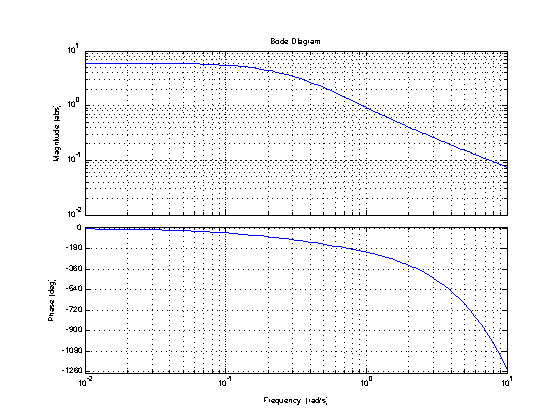 Bode Diagram
Magnitude (abs)
10^1
10^0
10^-1
10^-2
Phase (deg)
0
-180
-360
-540
-720
-900
-1080
-1260
10^-2 10^-1 10^0 10^1
Frequency (rad/s)